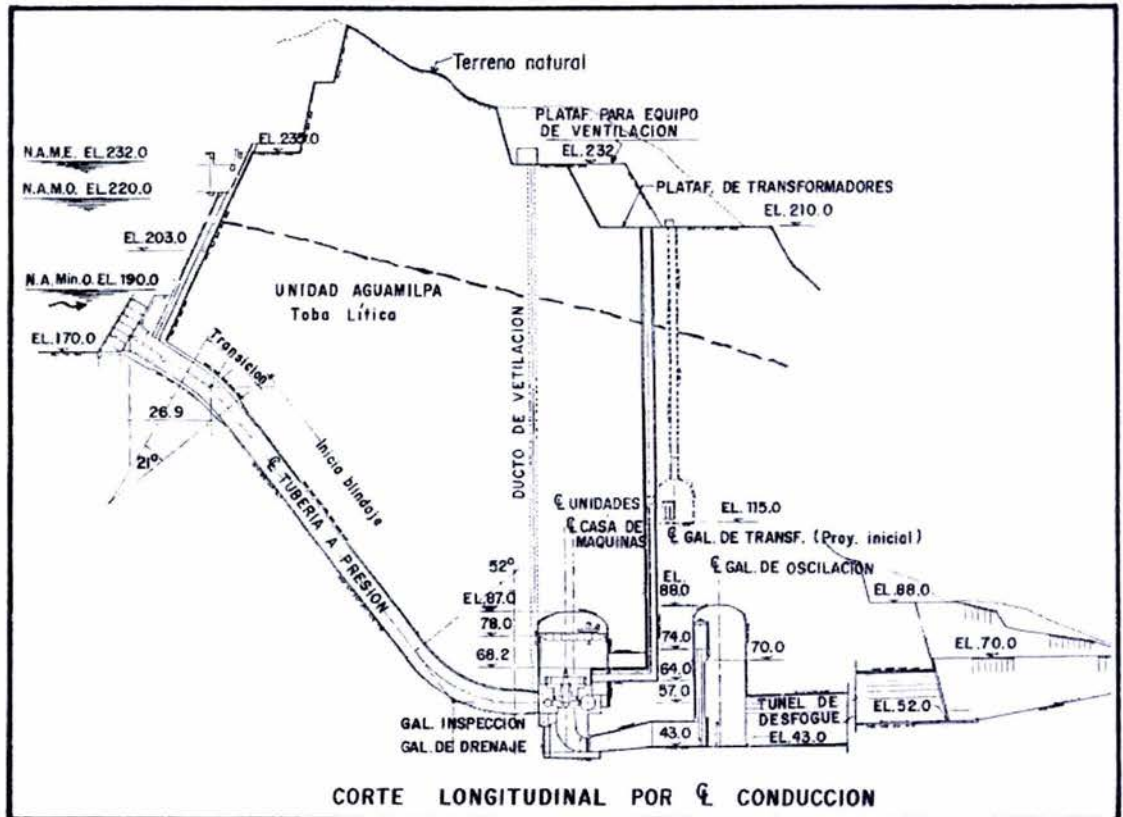 Terreno natural
PLATAF. PARA EQUIPO
DE VENTILACION
EL. 232
EL. 235.0
N.A.M.E. EL. 232.0
N.A.M.O. EL. 220.0
PLATAF. DE TRANSFORMADORES
EL. 210.0
EL. 203.0
N.A.Min.O. EL. 190.0
UNIDAD AGUAMILPA
Toba Lítica
EL. 170.0
Transicion
26.9
21°
Inicia blindaje
℄ TUBERIA A PRESION
DUCTO DE VETILACION
℄ UNIDADES
℄ CASA DE
MAQUINAS
EL. 115.0
℄ GAL. DE TRANSF. (Proy. inicial)
℄ GAL. DE OSCILACION
52°
EL. 87.0
78.0
68.2
EL.
88.0
74.0
70.0
64.0
57.0
43.0
EL. 88.0
EL. 70.0
EL. 52.0
TUNEL DE
DESFOGUE
EL. 43.0
GAL. INSPECCIÓN
GAL. DE DRENAJE
CORTE LONGITUDINAL POR ℄ CONDUCCION